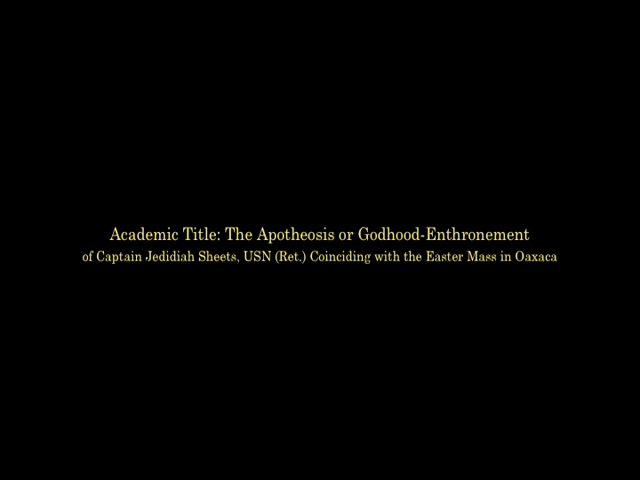 Academic Title: The Apotheosis or Godhood-Enthronement
of Captain Jedidiah Sheets, USN (Ret.) Coinciding with the Easter Mass in Oaxaca